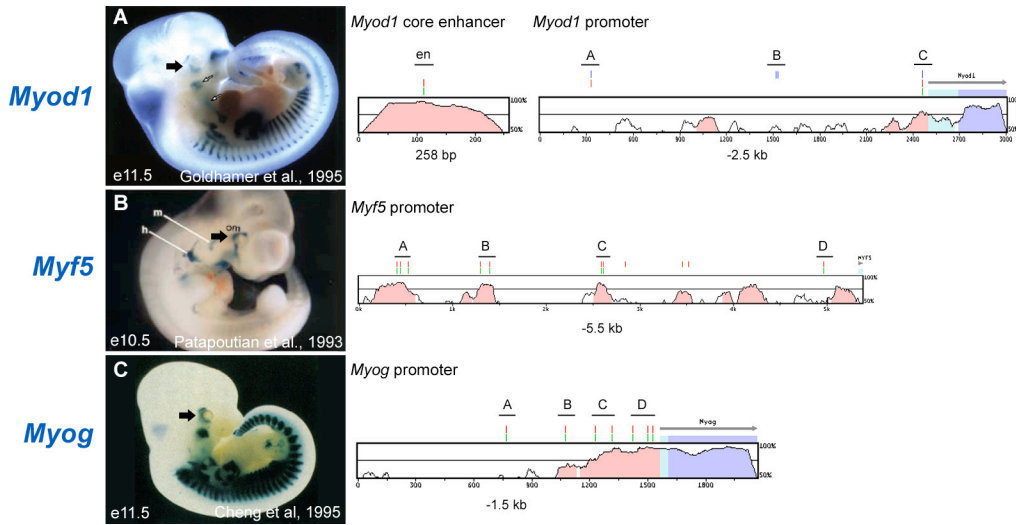 Myod1
A
e11.5
Goldhamer et al., 1995
Myod1 core enhancer
en
100%
50%
0
100
200
258 bp
Myod1 promoter
A
B
C
Myod1
100%
50%
0
300
600
900
1200
1500
1800
2100
2400
2700
3000
-2.5 kb
Myf5
B
h
m
om
e10.5
Patapoutian et al., 1993
Myf5 promoter
A
B
C
D
MYF5
100%
50%
0k
1k
2k
3k
4k
5k
-5.5 kb
Myog
C
e11.5
Cheng et al, 1995
Myog promoter
A
B
C
D
Myog
100%
50%
0
300
600
900
1200
1500
1800
-1.5 kb